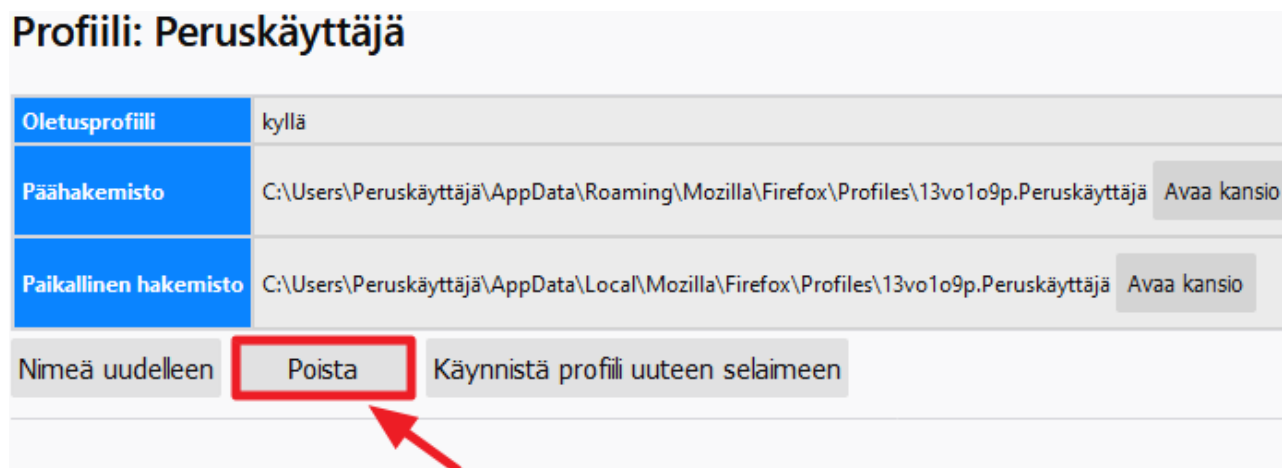 Profiili: Peruskäyttäjä
Oletusprofiili kyllä
Päähakemisto C:\Users\Peruskäyttäjä\AppData\Roaming\Mozilla\Firefox\Profiles\13vo1o9p.Peruskäyttäjä Avaa kansio
Paikallinen hakemisto C:\Users\Peruskäyttäjä\AppData\Local\Mozilla\Firefox\Profiles\13vo1o9p.Peruskäyttäjä Avaa kansio
Nimeä uudelleen Poista Käynnistä profiili uuteen selaimeen